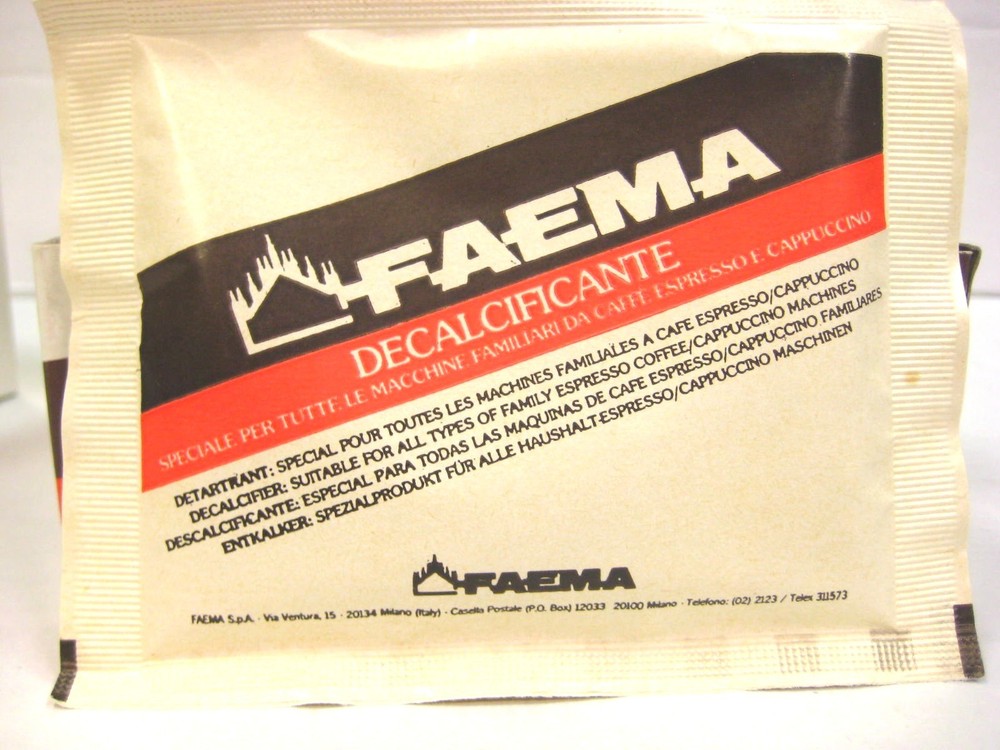 FAEMA
DECALCIFICANTE
SPECIALE PER TUTTE LE MACCHINE FAMILIARI DA CAFFÈ ESPRESSO E CAPPUCCINO
DETARTRANT: SPECIAL POUR TOUTES LES MACHINES FAMILIALES A CAFE ESPRESSO/CAPPUCCINO
DECALCIFIER: SUITABLE FOR ALL TYPES OF FAMILY ESPRESSO COFFEE/CAPPUCCINO MACHINES
DESCALCIFICANTE: ESPECIAL PARA TODAS LAS MAQUINAS DE CAFE ESPRESSO/CAPPUCCINO FAMILIARES
ENTKALKER: SPEZIALPRODUKT FÜR ALLE HAUSHALT-ESPRESSO/CAPPUCCINO MASCHINEN
FAEMA
FAEMA S.p.A. · Via Ventura, 15 · 20134 Milano (Italy) · Casella Postale (P.O. Box) 12033 20100 Milano · Telefono: (02) 2123 / Telex 311573